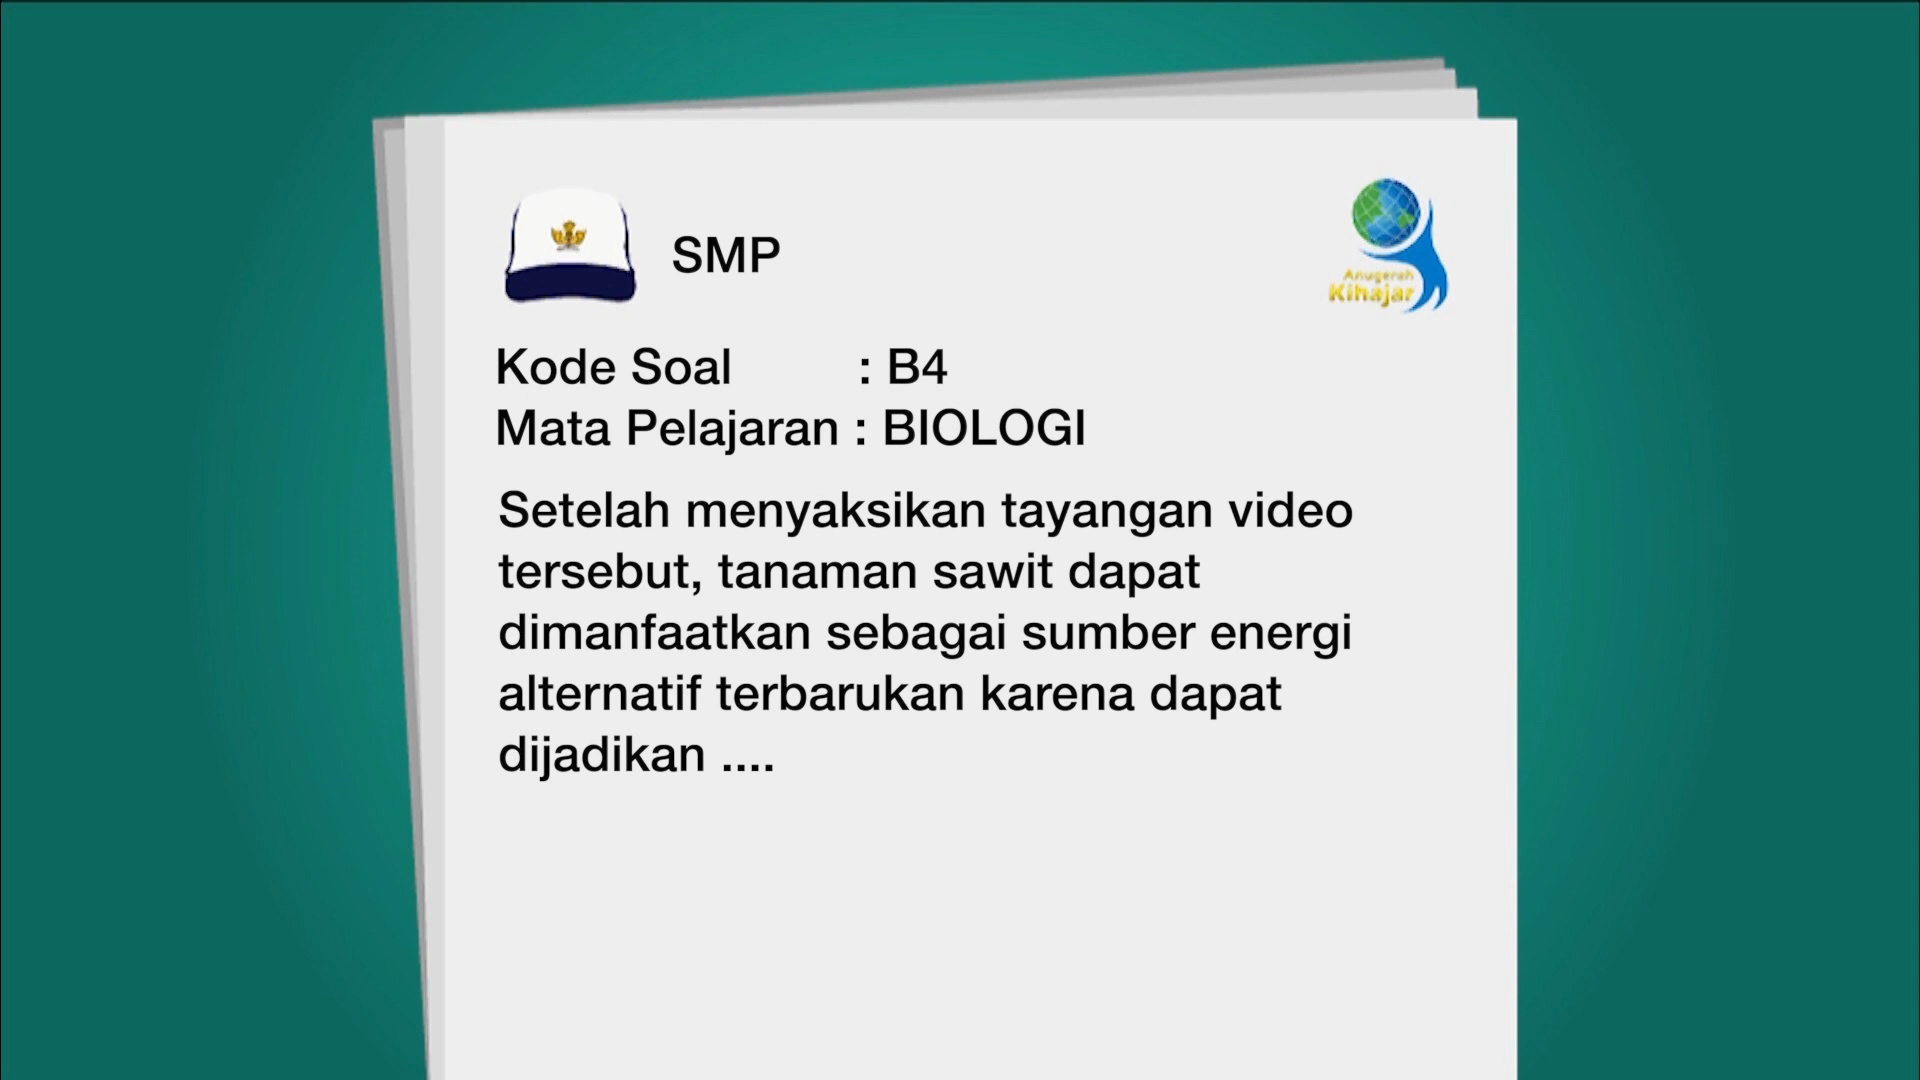 SMP
Anugerah
Kihajar
Kode Soal : B4
Mata Pelajaran : BIOLOGI
Setelah menyaksikan tayangan video
tersebut, tanaman sawit dapat
dimanfaatkan sebagai sumber energi
alternatif terbarukan karena dapat
dijadikan ....